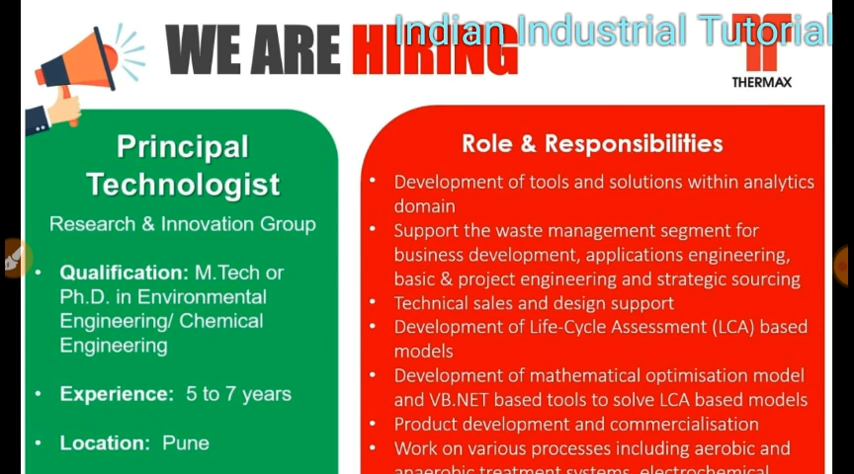 WE ARE HIRING
Indian Industrial Tutorial
THERMAX
Principal
Technologist
Research & Innovation Group
• Qualification: M.Tech or
Ph.D. in Environmental
Engineering/ Chemical
Engineering
• Experience: 5 to 7 years
• Location: Pune
Role & Responsibilities
• Development of tools and solutions within analytics
domain
• Support the waste management segment for
business development, applications engineering,
basic & project engineering and strategic sourcing
• Technical sales and design support
• Development of Life-Cycle Assessment (LCA) based
models
• Development of mathematical optimisation model
and VB.NET based tools to solve LCA based models
• Product development and commercialisation
• Work on various processes including aerobic and
anaerobic treatment systems, electrochemical